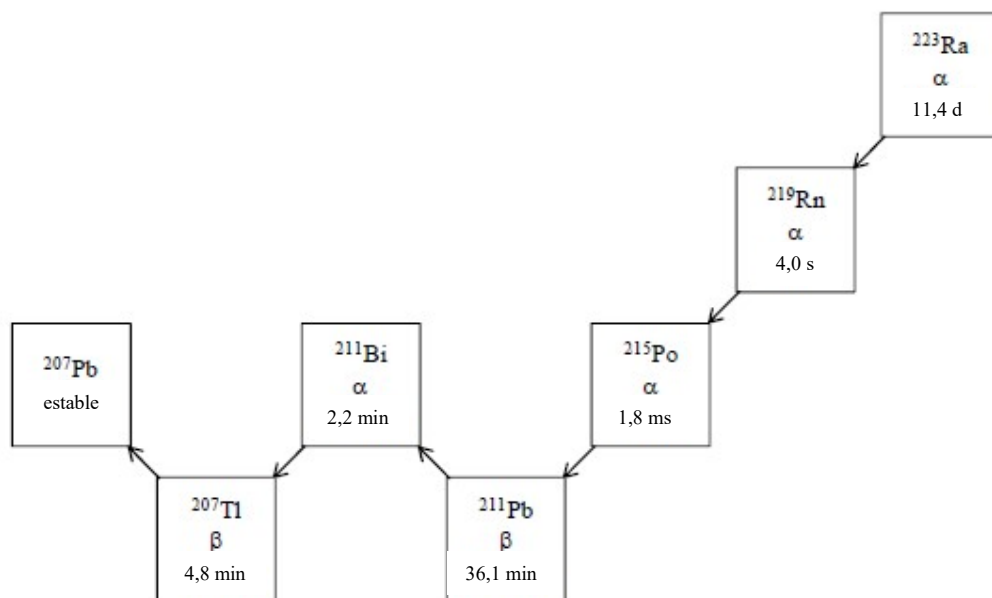 ²²³Ra
α
11,4 d
²¹⁹Rn
α
4,0 s
²¹⁵Po
α
1,8 ms
²¹¹Pb
β
36,1 min
²¹¹Bi
α
2,2 min
²⁰⁷Tl
β
4,8 min
²⁰⁷Pb
estable